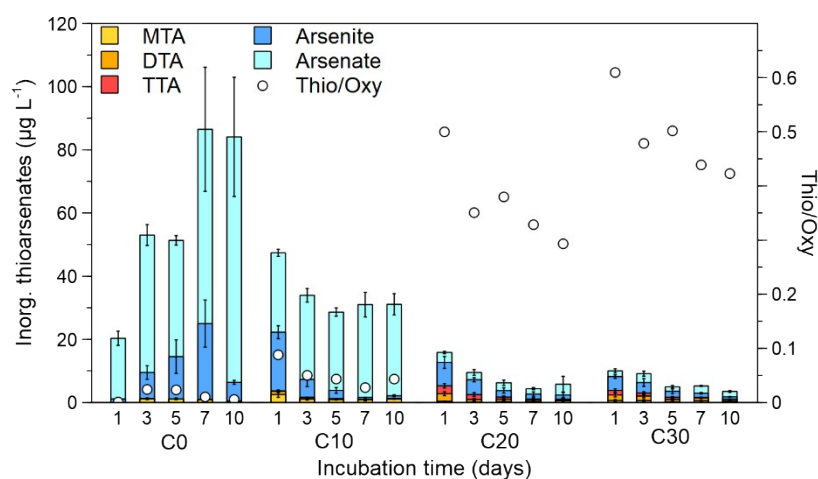 120
100
80
60
40
20
0
Inorg. thioarsenates (µg L⁻¹)
MTA
DTA
TTA
Arsenite
Arsenate
Thio/Oxy
0.6
0.5
0.2
0.1
0
Thio/Oxy
1 3 5 7 10 1 3 5 7 10 1 3 5 7 10 1 3 5 7 10
C0 C10 C20 C30
Incubation time (days)